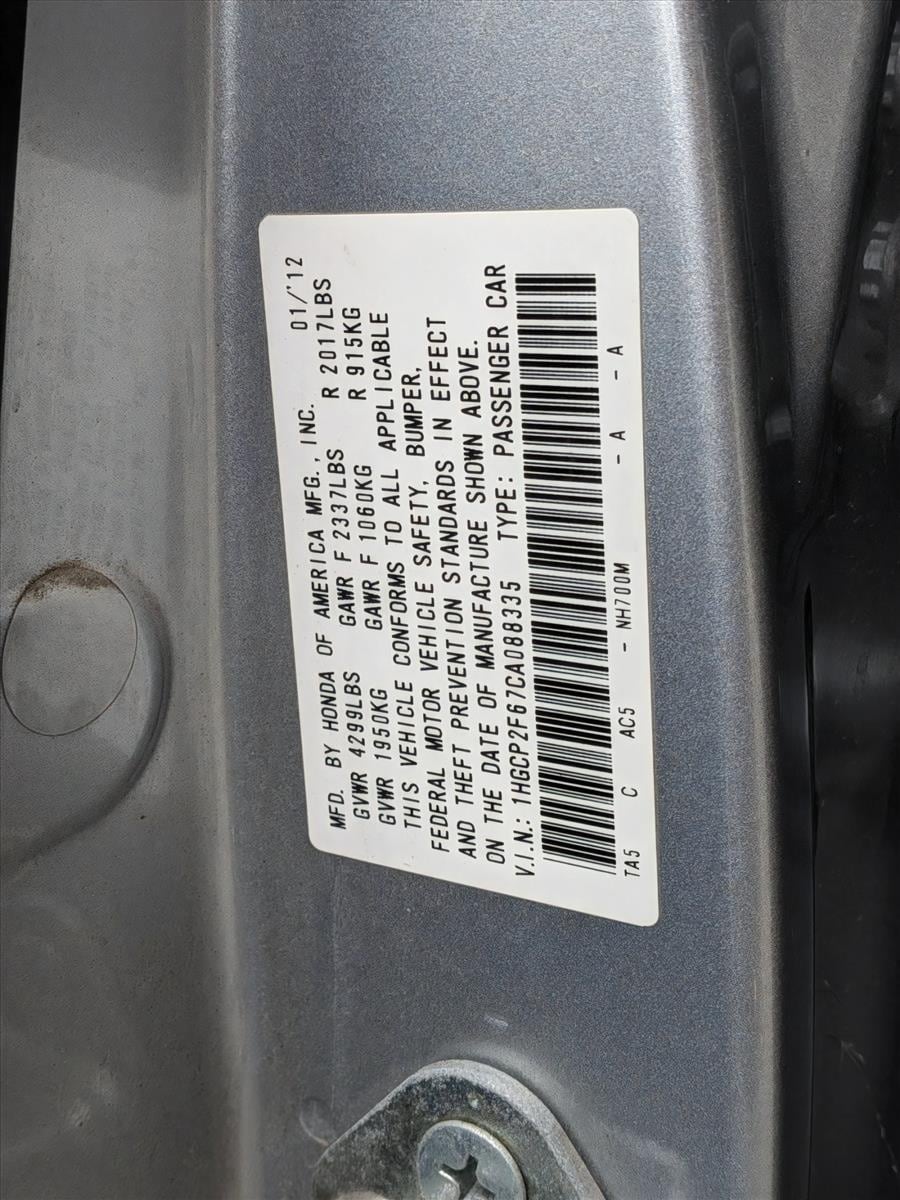 MFD. BY HONDA OF AMERICA MFG., INC. 01/'12
GVWR 4299LBS GAWR F 2337LBS R 2017LBS
GVWR 1950KG GAWR F 1060KG R 915KG
THIS VEHICLE CONFORMS TO ALL APPLICABLE
FEDERAL MOTOR VEHICLE SAFETY, BUMPER,
AND THEFT PREVENTION STANDARDS IN EFFECT
ON THE DATE OF MANUFACTURE SHOWN ABOVE.
V.I.N.: 1HGCP2F67CA088335 TYPE: PASSENGER CAR
TA5 C AC5 - NH700M - A - A